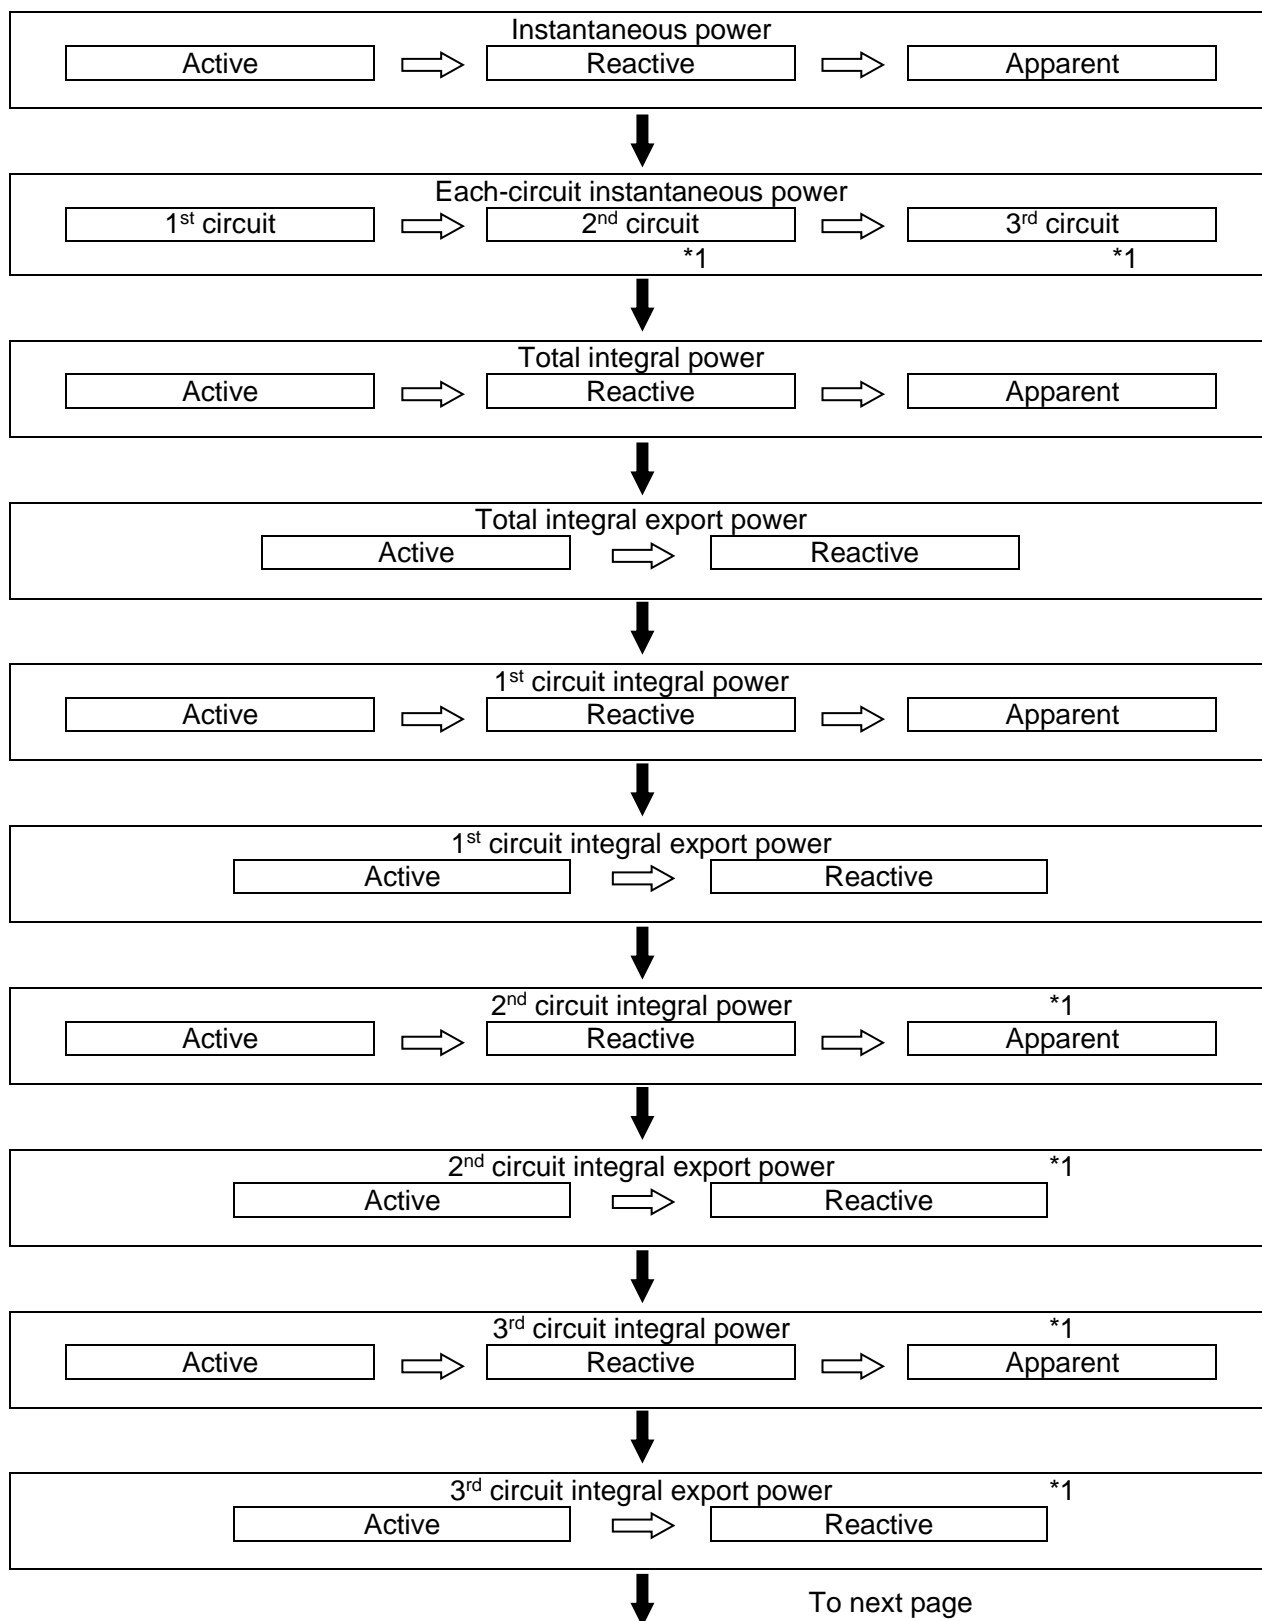 Instantaneous power
Active Reactive Apparent
Each-circuit instantaneous power
1st circuit 2nd circuit 3rd circuit
*1 *1
Total integral power
Active Reactive Apparent
Total integral export power
Active Reactive
1st circuit integral power
Active Reactive Apparent
1st circuit integral export power
Active Reactive
2nd circuit integral power *1
Active Reactive Apparent
2nd circuit integral export power *1
Active Reactive
3rd circuit integral power *1
Active Reactive Apparent
3rd circuit integral export power *1
Active Reactive
To next page